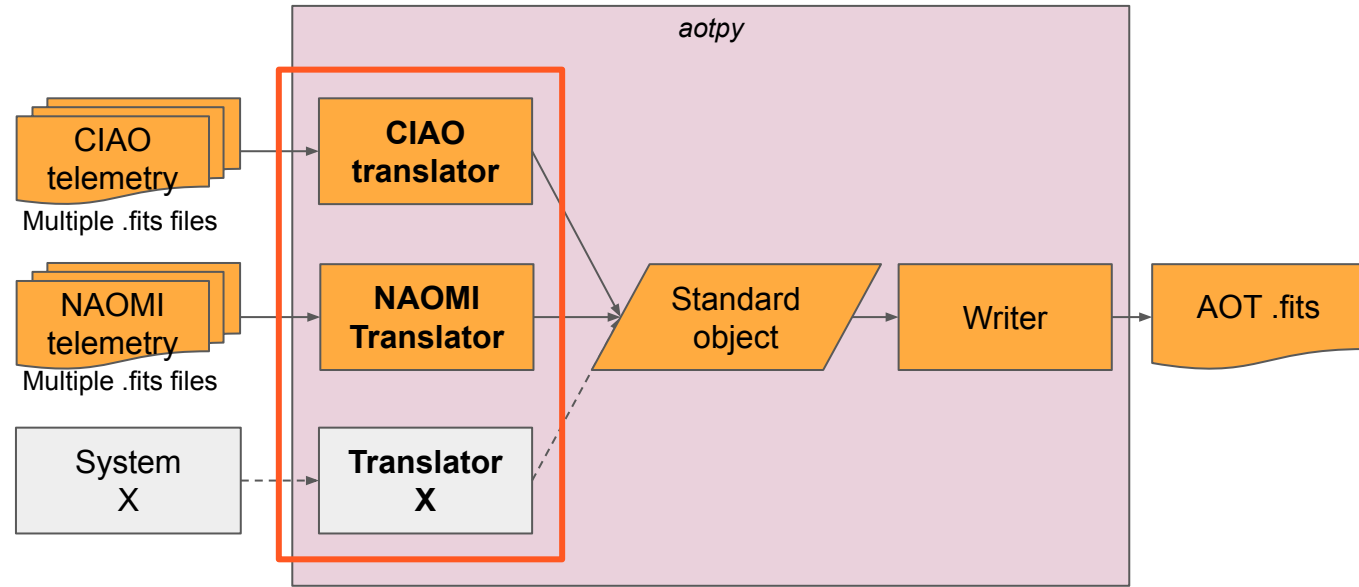 aotpy
CIAO
telemetry
Multiple .fits files
CIAO
translator
NAOMI
telemetry
Multiple .fits files
NAOMI
Translator
Standard
object
Writer
AOT .fits
System
X
Translator
X